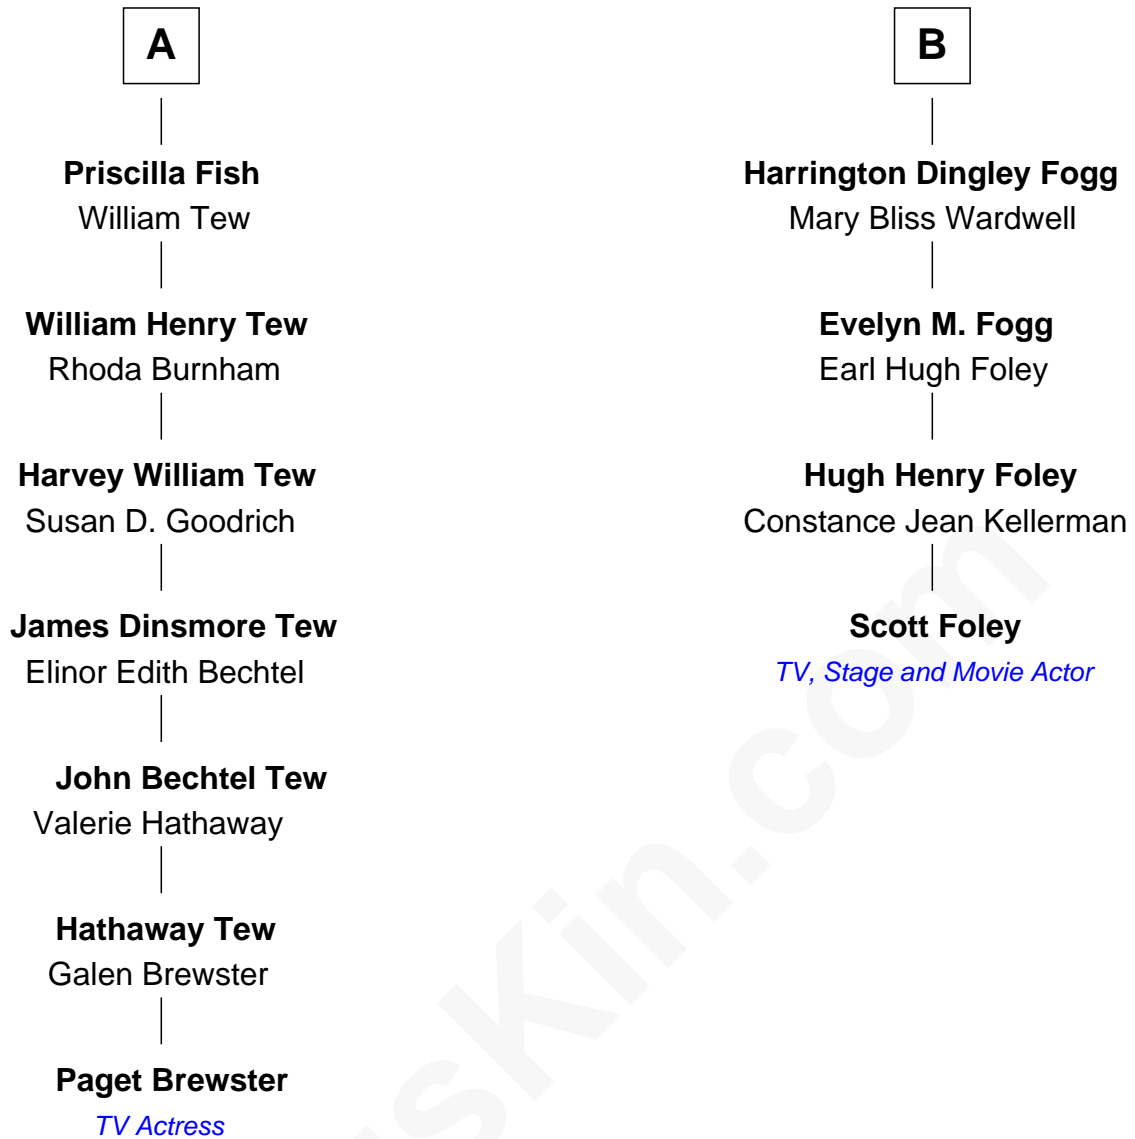 A
Priscilla Fish
William Tew
William Henry Tew
Rhoda Burnham
Harvey William Tew
Susan D. Goodrich
James Dinsmore Tew
Elinor Edith Bechtel
John Bechtel Tew
Valerie Hathaway
Hathaway Tew
Galen Brewster
Paget Brewster
TV Actress
B
Harrington Dingley Fogg
Mary Bliss Wardwell
Evelyn M. Fogg
Earl Hugh Foley
Hugh Henry Foley
Constance Jean Kellerman
Scott Foley
TV, Stage and Movie Actor
usKin.com